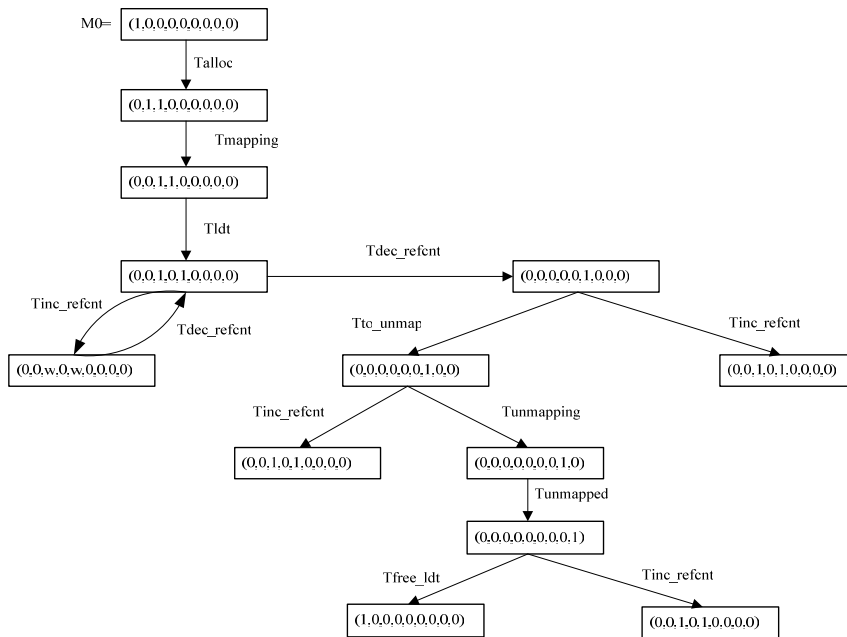 M0=
(1,0,0,0,0,0,0,0,0)
Talloc
(0,1,1,0,0,0,0,0,0)
Tmapping
(0,0,1,1,0,0,0,0,0)
Tldt
(0,0,1,0,1,0,0,0,0)
Tdec_refcnt
(0,0,0,0,0,1,0,0,0)
Tinc_refcnt
Tdec_refcnt
Tto_unmap
Tinc_refcnt
(0,0,w,0,w,0,0,0,0)
(0,0,0,0,0,0,1,0,0)
(0,0,1,0,1,0,0,0,0)
Tinc_refcnt
Tunmapping
(0,0,1,0,1,0,0,0,0)
(0,0,0,0,0,0,0,1,0)
Tunmapped
(0,0,0,0,0,0,0,0,1)
Tfree_ldt
Tinc_refcnt
(1,0,0,0,0,0,0,0,0)
(0,0,1,0,1,0,0,0,0)